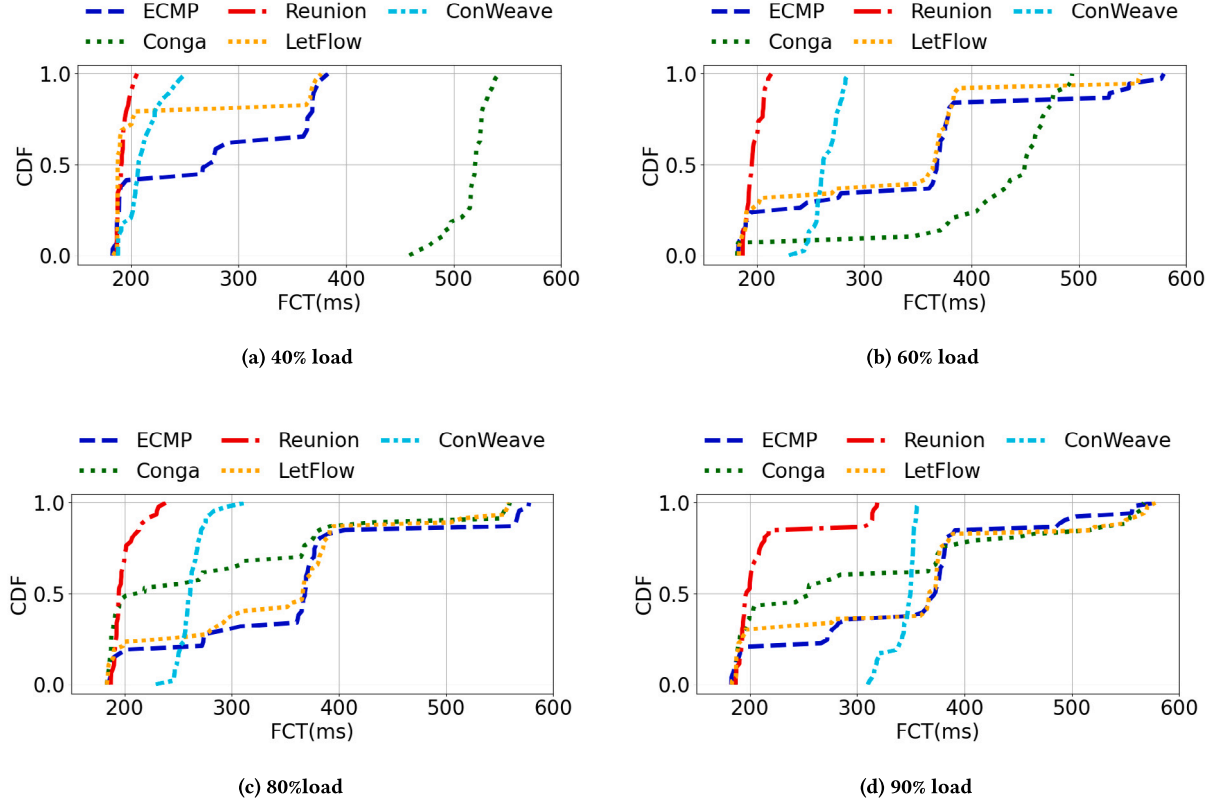 ECMP Reunion ConWeave
Conga LetFlow
1.0
0.5
0.0
CDF
200 300 400 500 600
FCT(ms)
(a) 40% load
ECMP Reunion ConWeave
Conga LetFlow
1.0
0.5
0.0
CDF
200 300 400 500 600
FCT(ms)
(b) 60% load
ECMP Reunion ConWeave
Conga LetFlow
1.0
0.5
0.0
CDF
200 300 400 500 600
FCT(ms)
(c) 80%load
ECMP Reunion ConWeave
Conga LetFlow
1.0
0.5
0.0
CDF
200 300 400 500 600
FCT(ms)
(d) 90% load